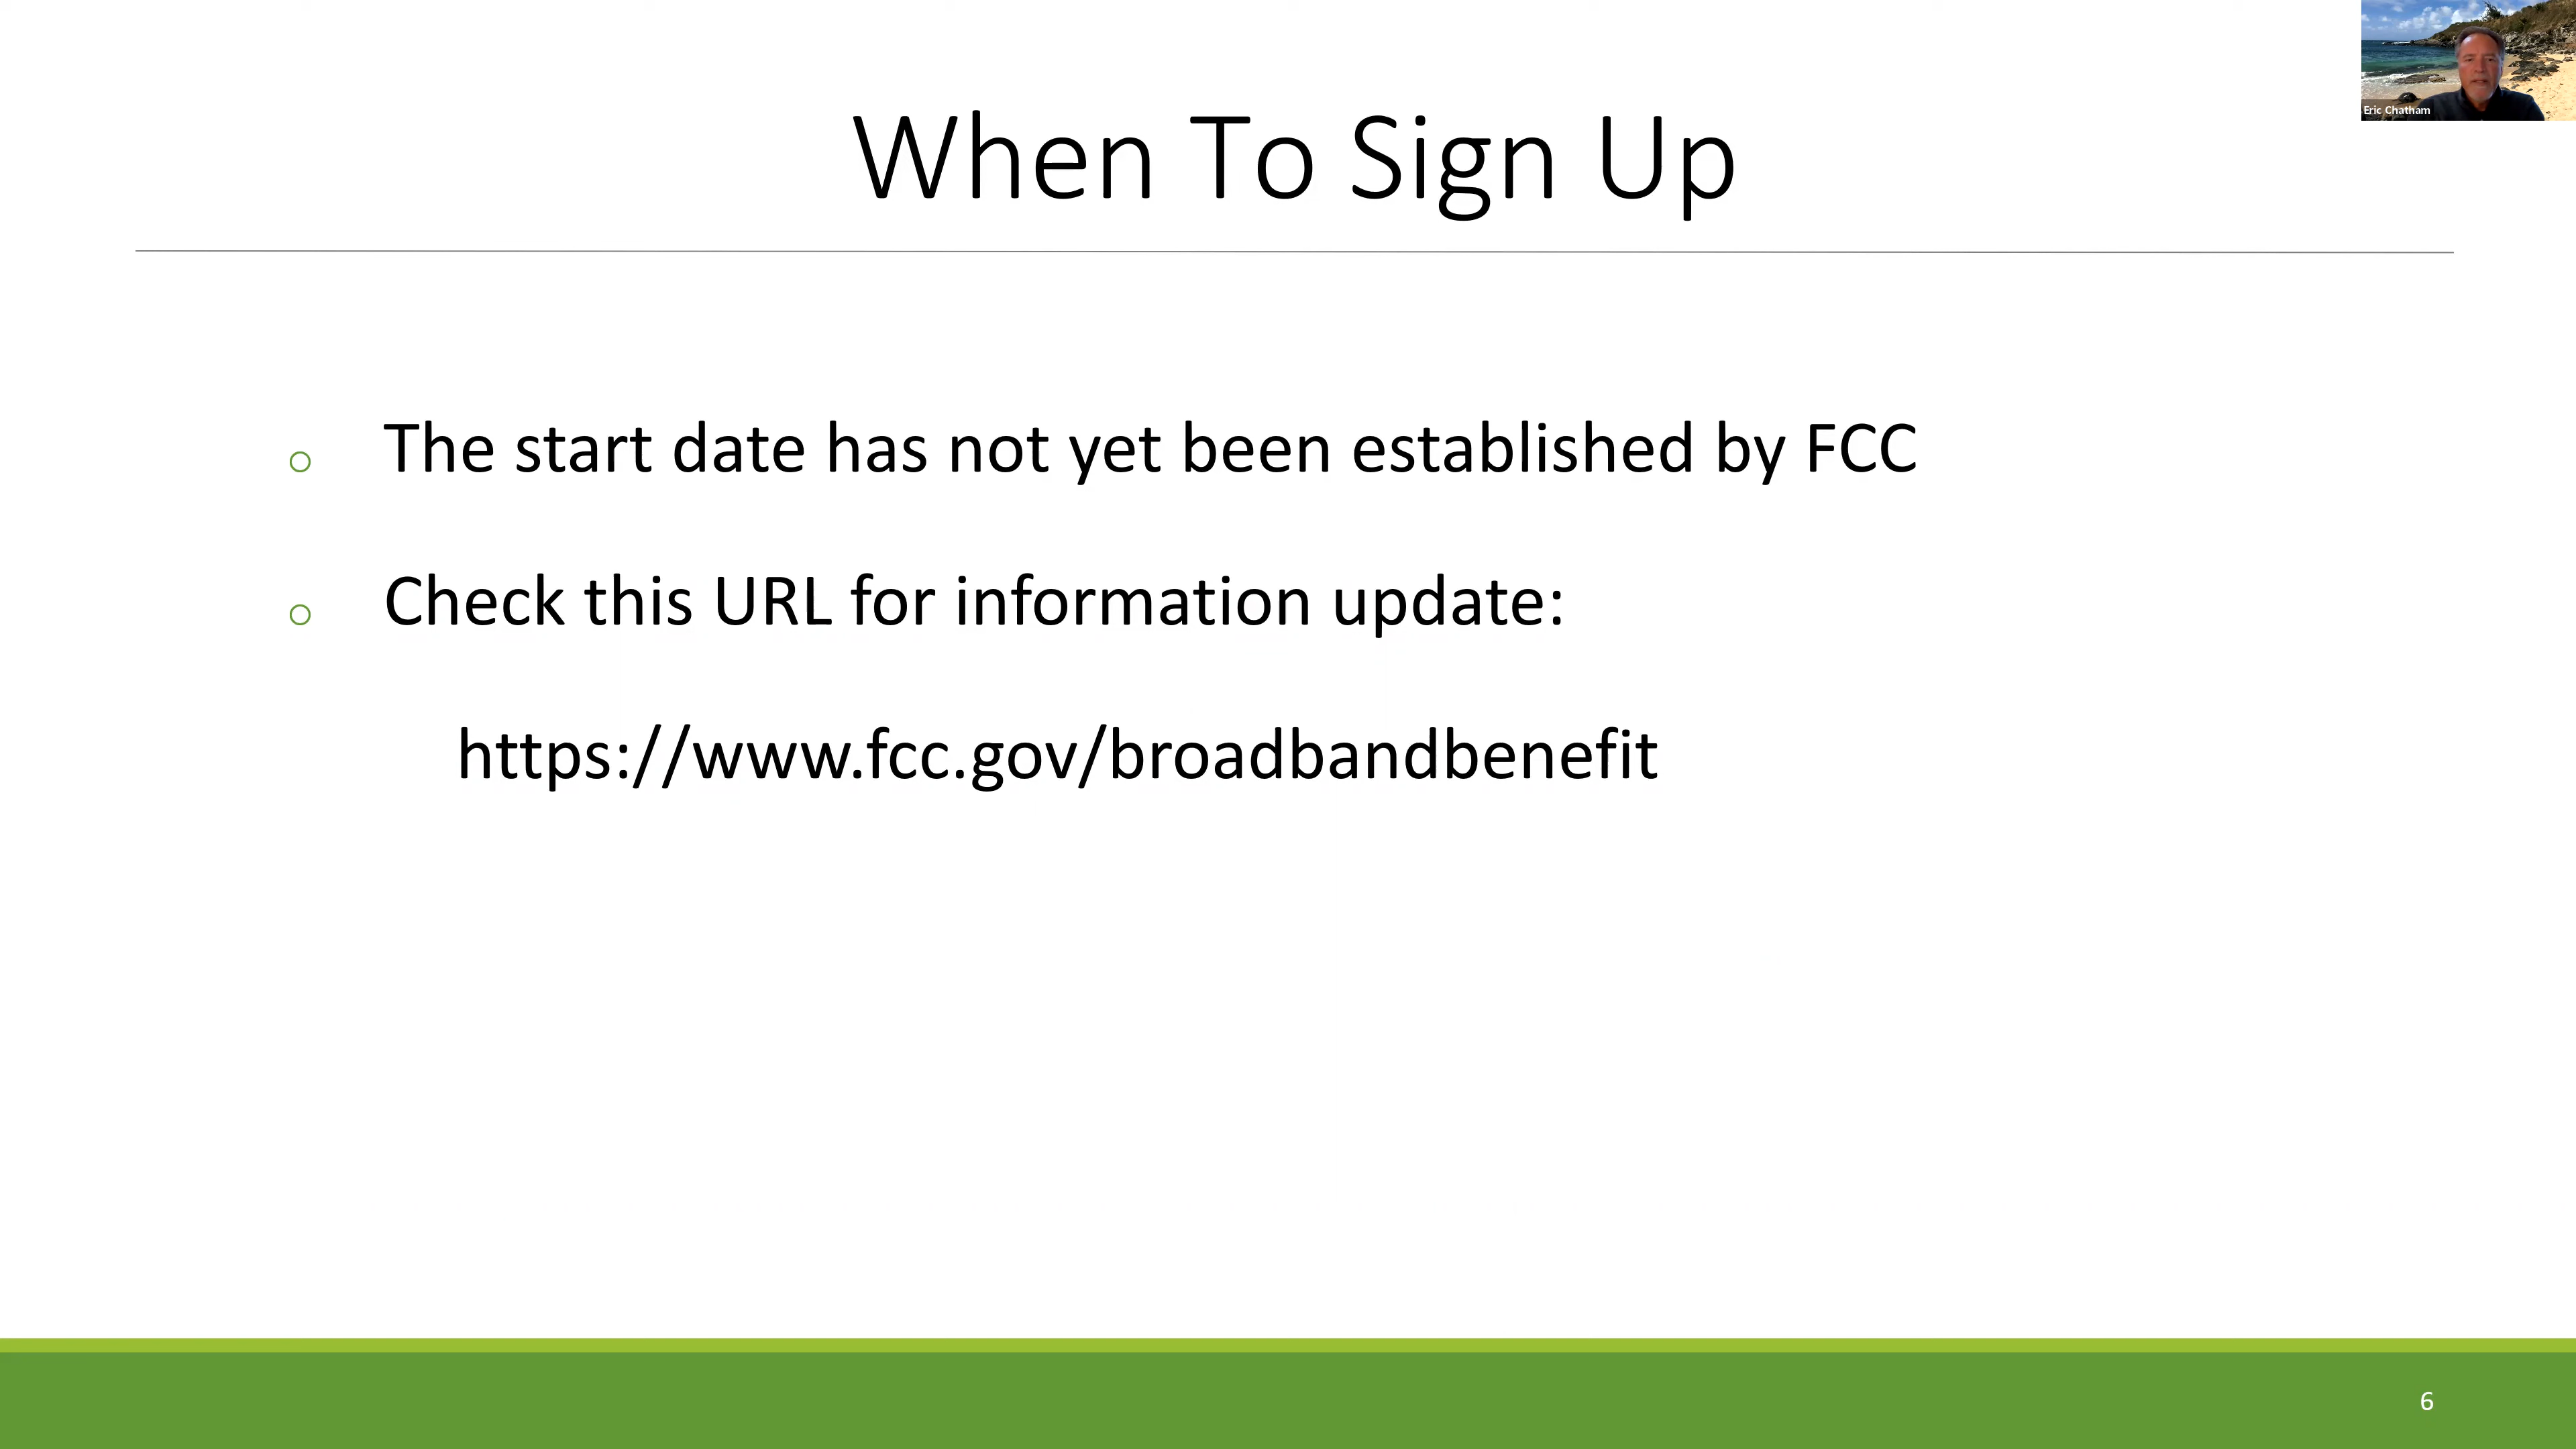 Eric Chatham
When To Sign Up
The start date has not yet been established by FCC
Check this URL for information update:
https://www.fcc.gov/broadbandbenefit
6